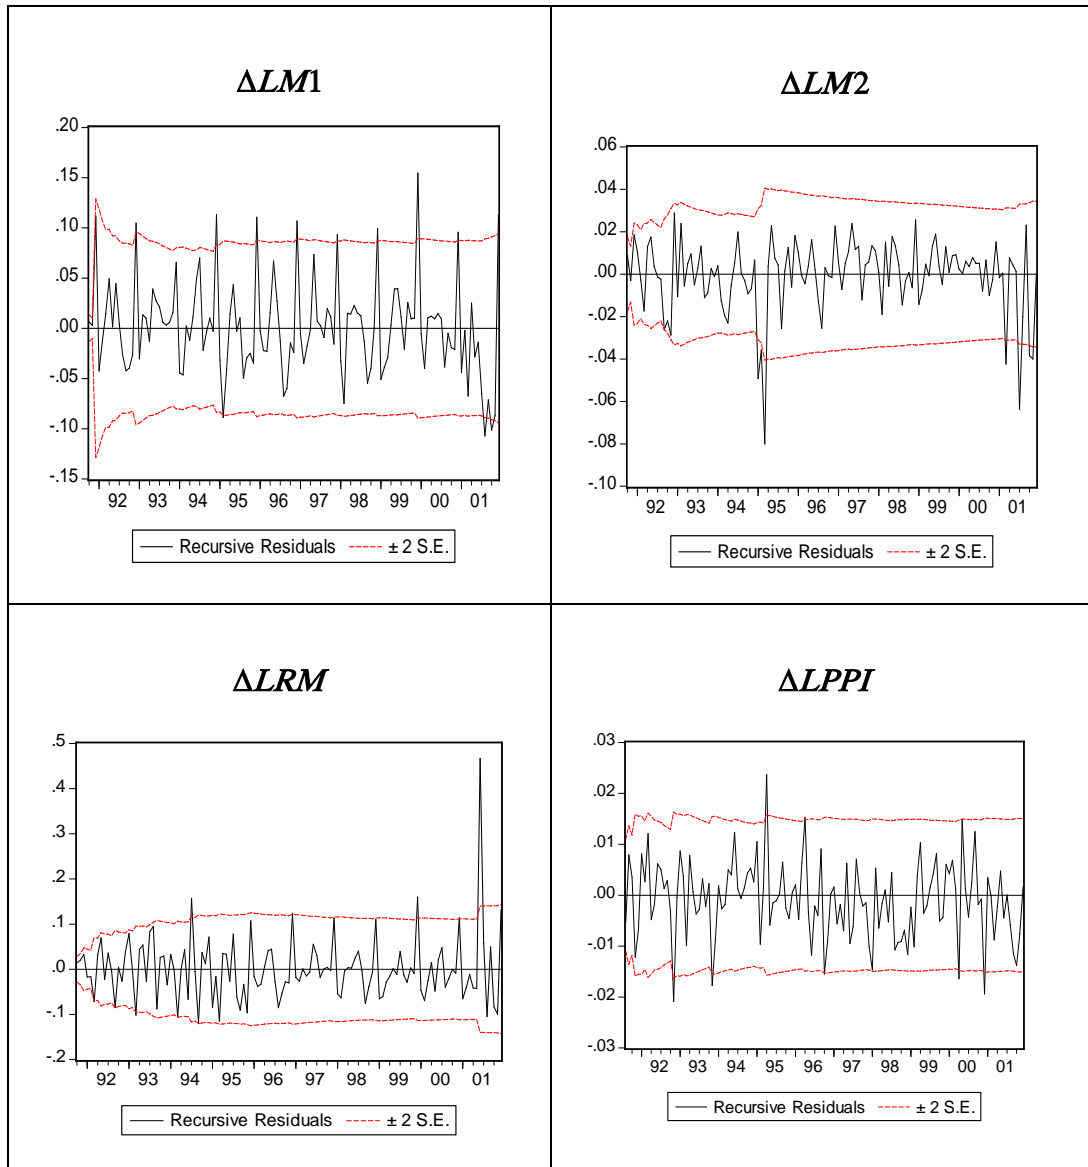 ΔLM1
.20
.15
.10
.05
.00
-.05
-.10
-.15
92 93 94 95 96 97 98 99 00 01
Recursive Residuals ± 2 S.E.
ΔLM2
.06
.04
.02
.00
-.02
-.04
-.06
-.08
-.10
92 93 94 95 96 97 98 99 00 01
Recursive Residuals ± 2 S.E.
ΔLRM
.5
.4
.3
.2
.1
.0
-.1
-.2
92 93 94 95 96 97 98 99 00 01
Recursive Residuals ± 2 S.E.
ΔLPPI
.03
.02
.01
.00
-.01
-.02
-.03
92 93 94 95 96 97 98 99 00 01
Recursive Residuals ± 2 S.E.